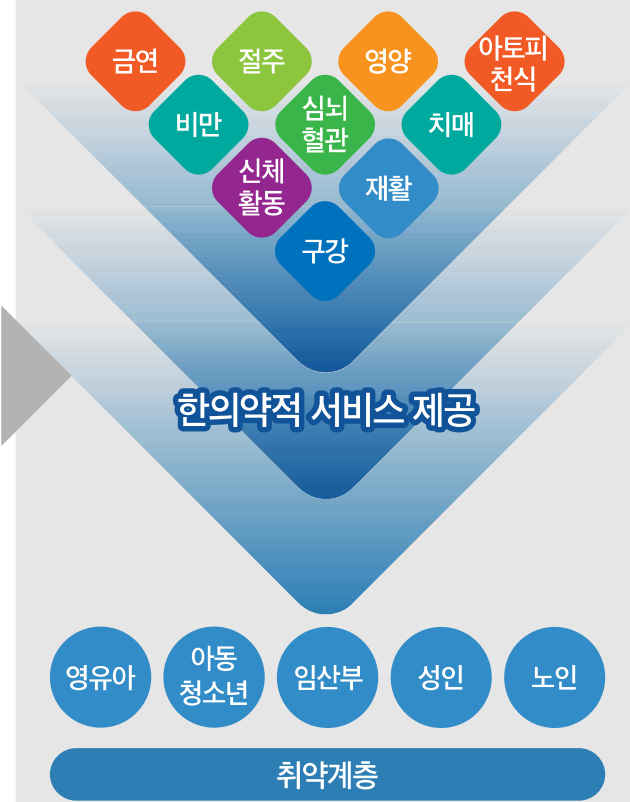 금연
절주
영양
아토피
천식
비만
심뇌
혈관
치매
신체
활동
재활
구강
한의약적 서비스 제공
영유아
아동
청소년
임산부
성인
노인
취약계층